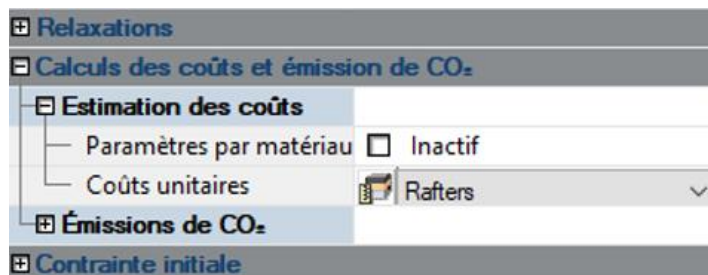 Relaxations
Calculs des coûts et émission de CO₂
Estimation des coûts
Paramètres par matériau Inactif
Coûts unitaires Rafters
Émissions de CO₂
Contrainte initiale